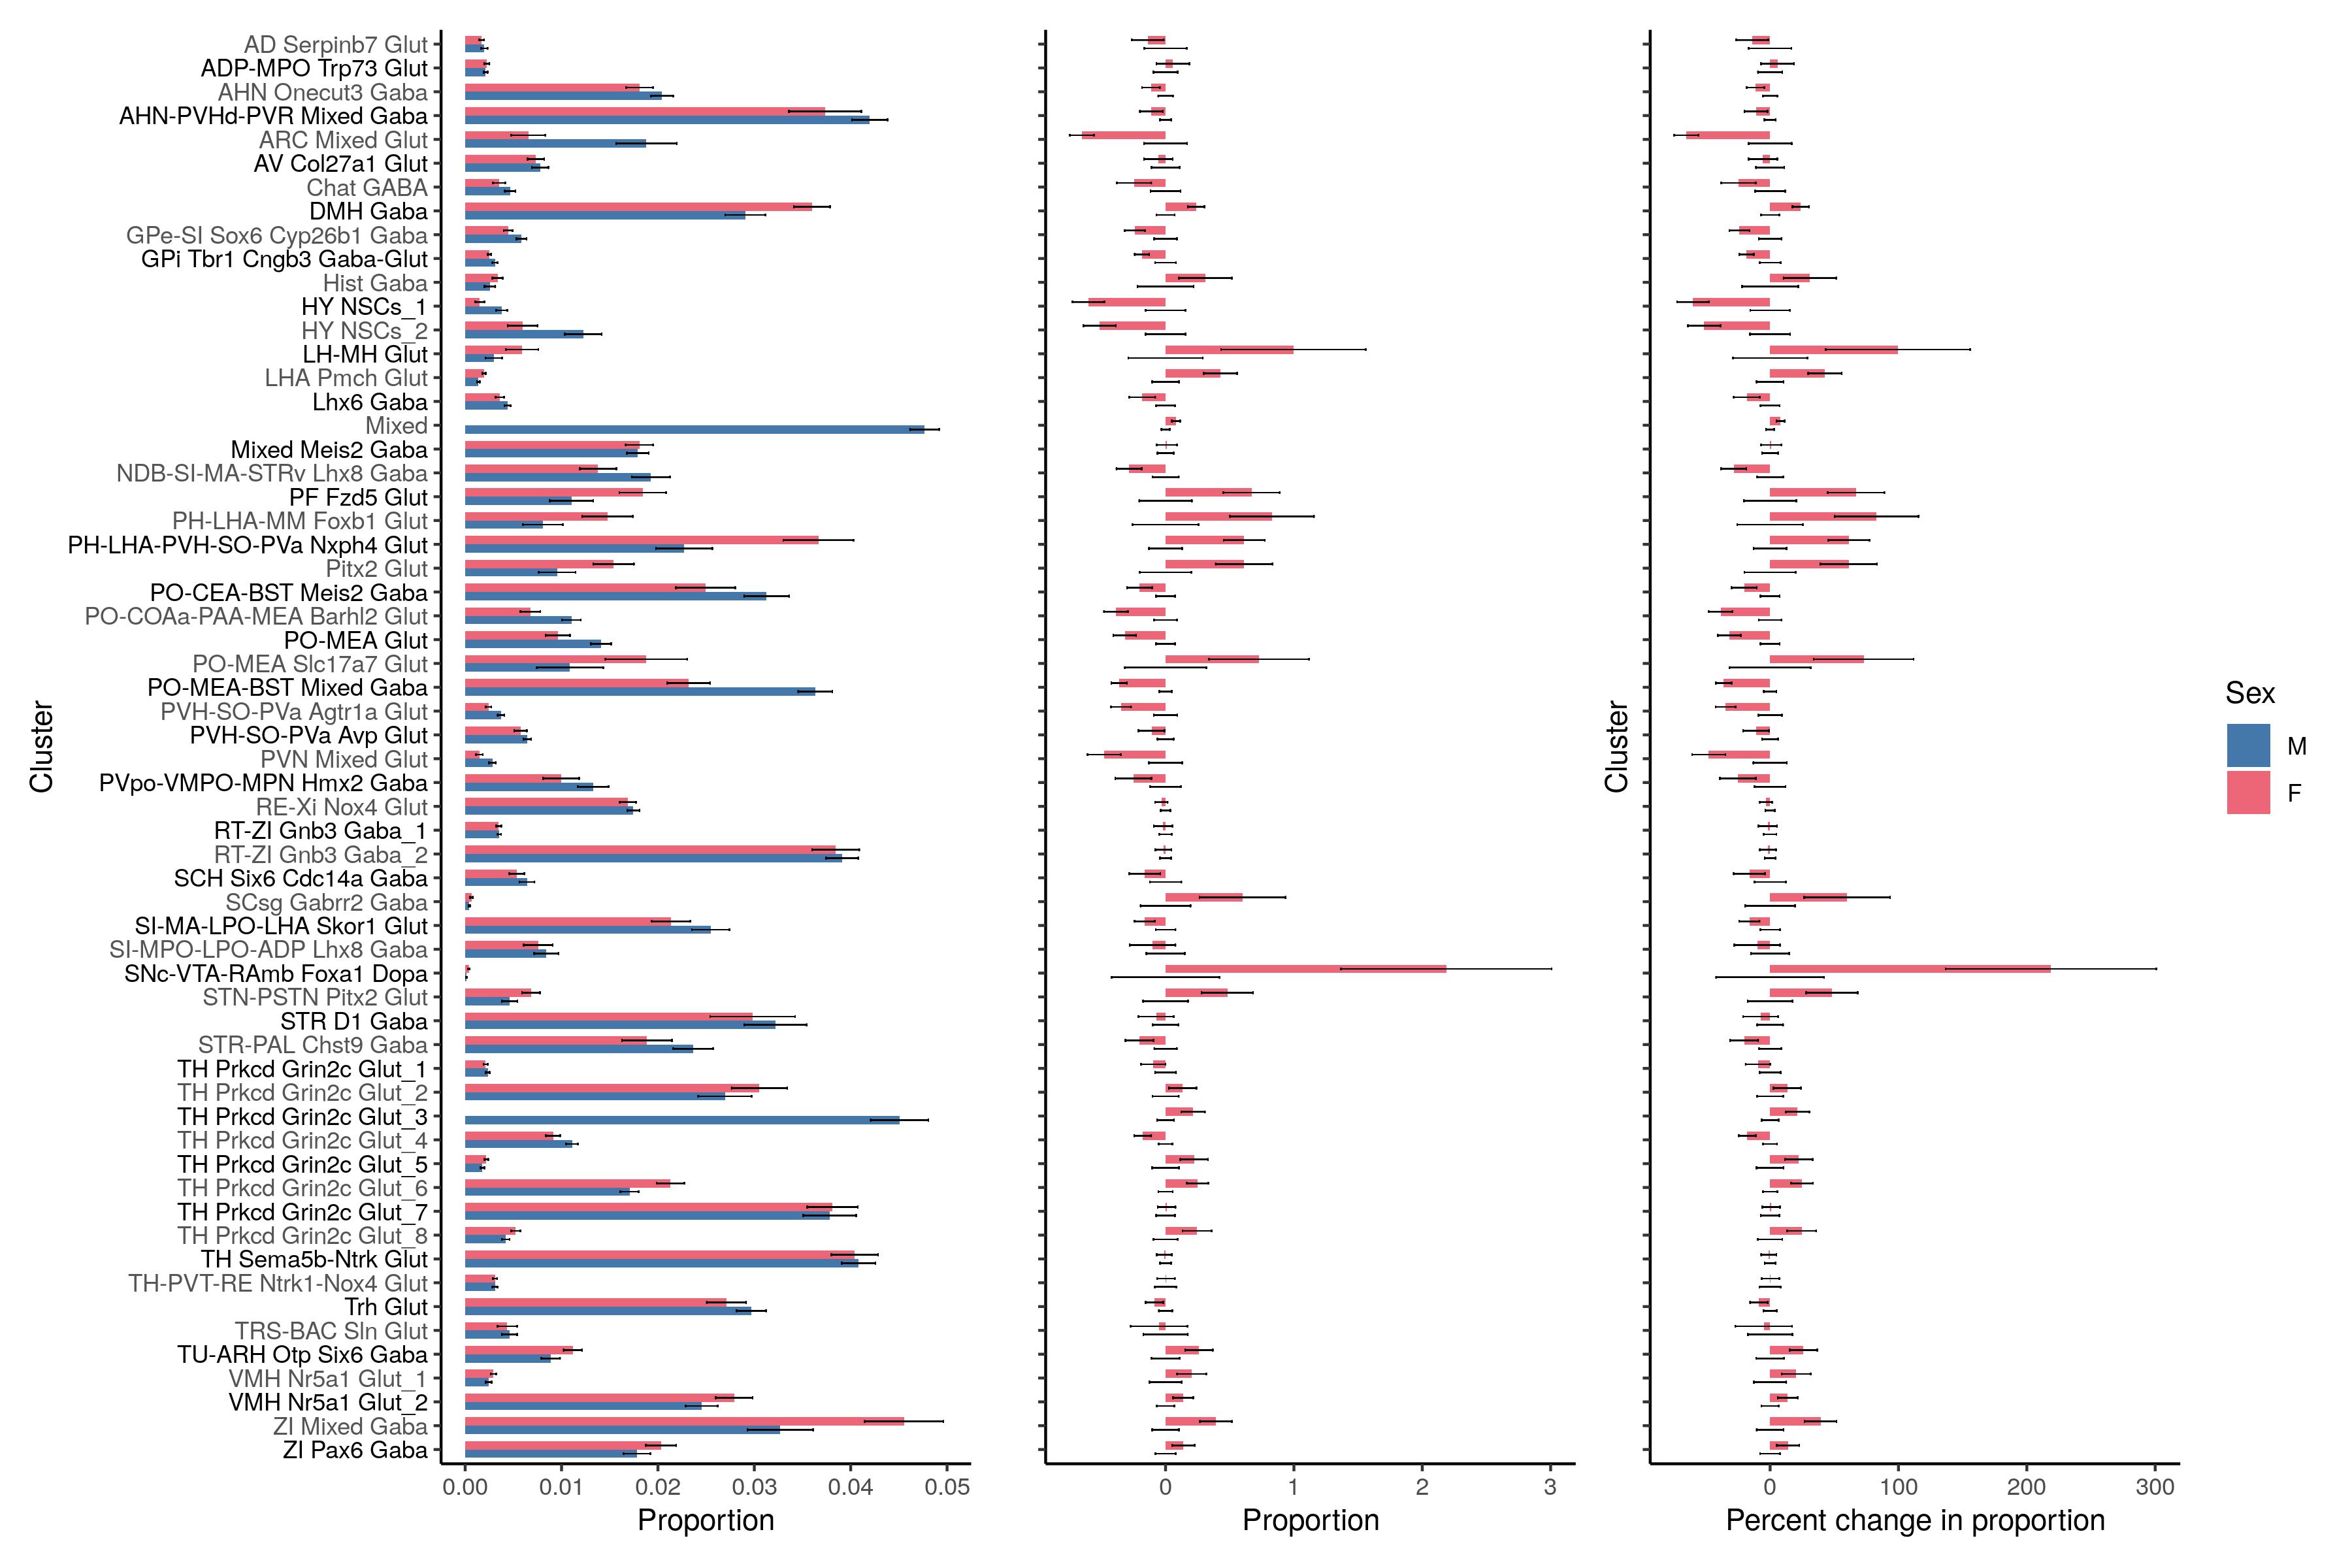 AD Serpinb7 Glut
ADP-MPO Trp73 Glut
AHN Onecut3 Gaba
AHN-PVHd-PVR Mixed Gaba
ARC Mixed Glut
AV Col27a1 Glut
Chat GABA
DMH Gaba
GPe-SI Sox6 Cyp26b1 Gaba
GPi Tbr1 Cngb3 Gaba-Glut
Hist Gaba
HY NSCs_1
HY NSCs_2
LH-MH Glut
LHA Pmch Glut
Lhx6 Gaba
Mixed
Mixed Meis2 Gaba
NDB-SI-MA-STRv Lhx8 Gaba
PF Fzd5 Glut
PH-LHA-MM Foxb1 Glut
PH-LHA-PVH-SO-PVa Nxph4 Glut
Pitx2 Glut
PO-CEA-BST Meis2 Gaba
PO-COAa-PAA-MEA Barhl2 Glut
PO-MEA Glut
PO-MEA Slc17a7 Glut
PO-MEA-BST Mixed Gaba
PVH-SO-PVa Agtr1a Glut
PVH-SO-PVa Avp Glut
PVN Mixed Glut
PVpo-VMPO-MPN Hmx2 Gaba
RE-Xi Nox4 Glut
RT-ZI Gnb3 Gaba_1
RT-ZI Gnb3 Gaba_2
SCH Six6 Cdc14a Gaba
SCsg Gabrr2 Gaba
SI-MA-LPO-LHA Skor1 Glut
SI-MPO-LPO-ADP Lhx8 Gaba
SNc-VTA-RAmb Foxa1 Dopa
STN-PSTN Pitx2 Glut
STR D1 Gaba
STR-PAL Chst9 Gaba
TH Prkcd Grin2c Glut_1
TH Prkcd Grin2c Glut_2
TH Prkcd Grin2c Glut_3
TH Prkcd Grin2c Glut_4
TH Prkcd Grin2c Glut_5
TH Prkcd Grin2c Glut_6
TH Prkcd Grin2c Glut_7
TH Prkcd Grin2c Glut_8
TH Sema5b-Ntrk Glut
TH-PVT-RE Ntrk1-Nox4 Glut
Trh Glut
TRS-BAC Sln Glut
TU-ARH Otp Six6 Gaba
VMH Nr5a1 Glut_1
VMH Nr5a1 Glut_2
ZI Mixed Gaba
ZI Pax6 Gaba
Cluster
0.00 0.01 0.02 0.03 0.04 0.05
Proportion
0 1 2 3
Proportion
Cluster
0 100 200 300
Percent change in proportion
Sex
M
F